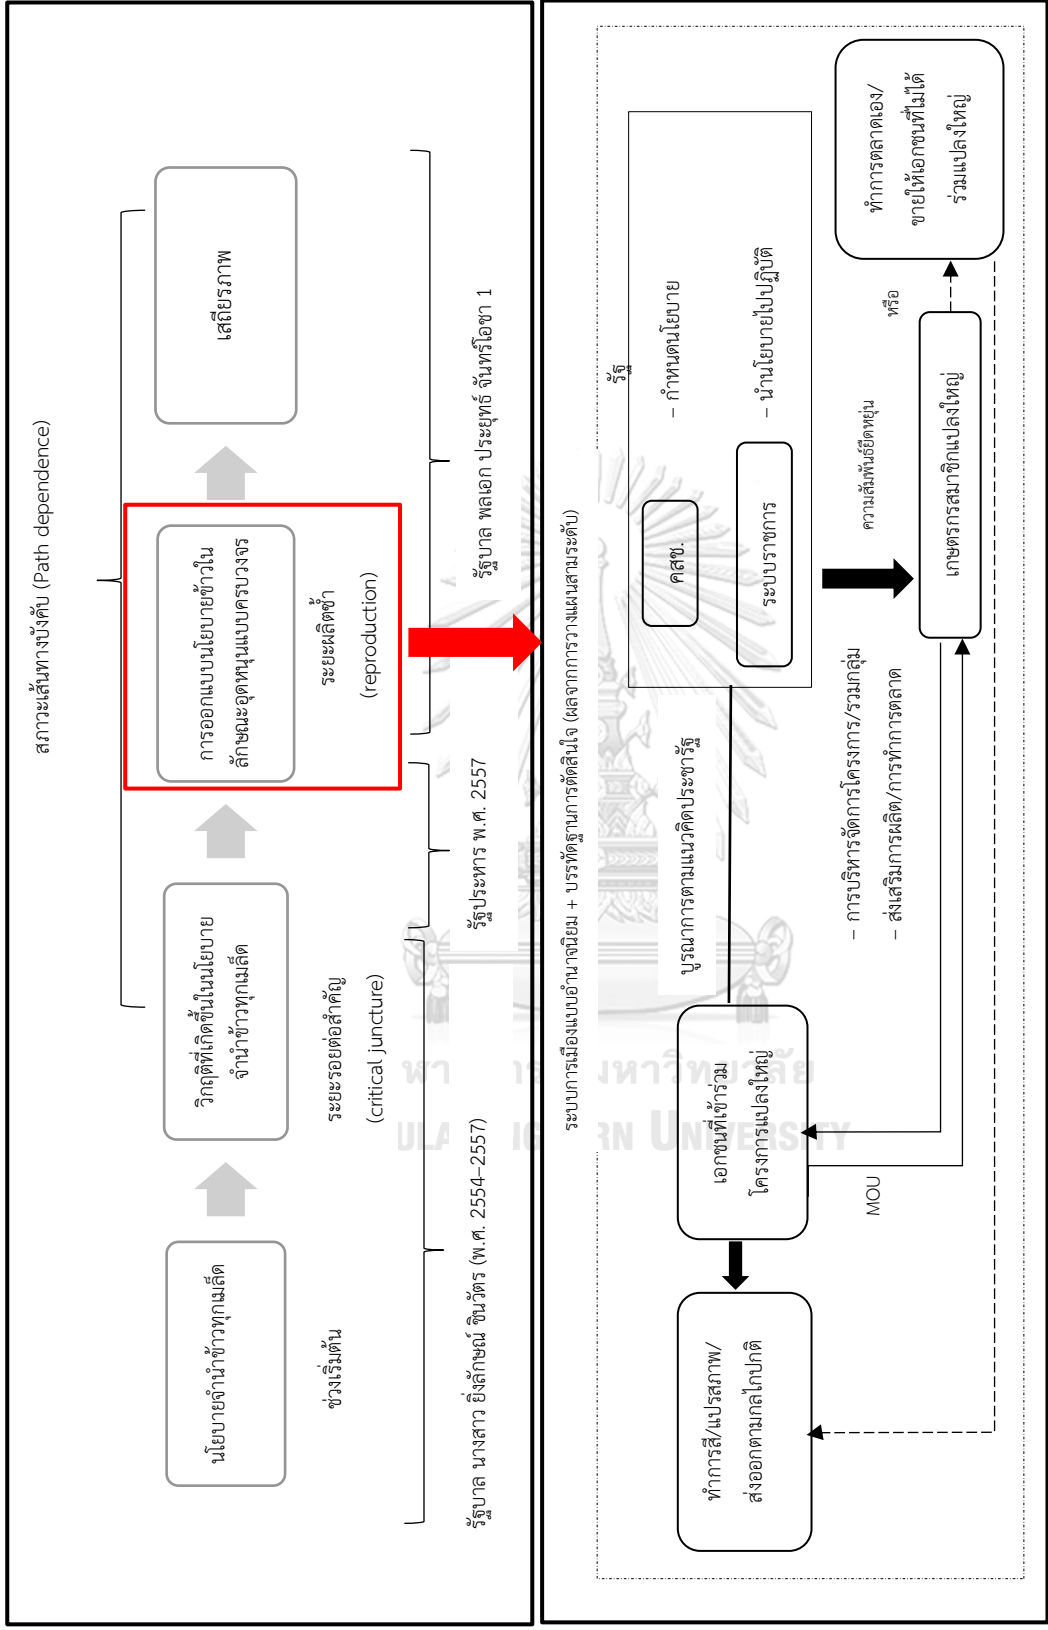 สภาวะเส้นทางบังคับ (Path dependence)
นโยบายจำนำข้าวทุกเมล็ด
วิกฤติที่เกิดขึ้นในนโยบาย
จำนำข้าวทุกเมล็ด
การออกแบบนโยบายข้าวใน
ลักษณะอุดหนุนแบบครบวงจร
เสถียรภาพ
ช่วงเริ่มต้น
ระยะรอยต่อสำคัญ
(critical juncture)
ระยะผลิตซ้ำ
(reproduction)
รัฐบาล นางสาว ยิ่งลักษณ์ ชินวัตร (พ.ศ. 2554–2557)
รัฐประหาร พ.ศ. 2557
รัฐบาล พลเอก ประยุทธ์ จันทร์โอชา 1
ระบบการเมืองแบบอำนาจนิยม + บรรทัดฐานการตัดสินใจ (ผลจากการวางแผนสามระดับ)
รัฐ
คสช.
– กำหนดนโยบาย
ระบบราชการ
– นำนโยบายไปปฏิบัติ
บูรณาการตามแนวคิดประชารัฐ
ทำการสี/แปรสภาพ/
ส่งออกตามกลไกปกติ
เอกชนที่เข้าร่วม
โครงการแปลงใหญ่
MOU
– การบริหารจัดการโครงการ/รวมกลุ่ม
– ส่งเสริมการผลิต/การทำการตลาด
ความสัมพันธ์ยืดหยุ่น
หรือ
เกษตรกรสมาชิกแปลงใหญ่
ทำการตลาดเอง/
ขายให้เอกชนที่ไม่ได้
ร่วมแปลงใหญ่